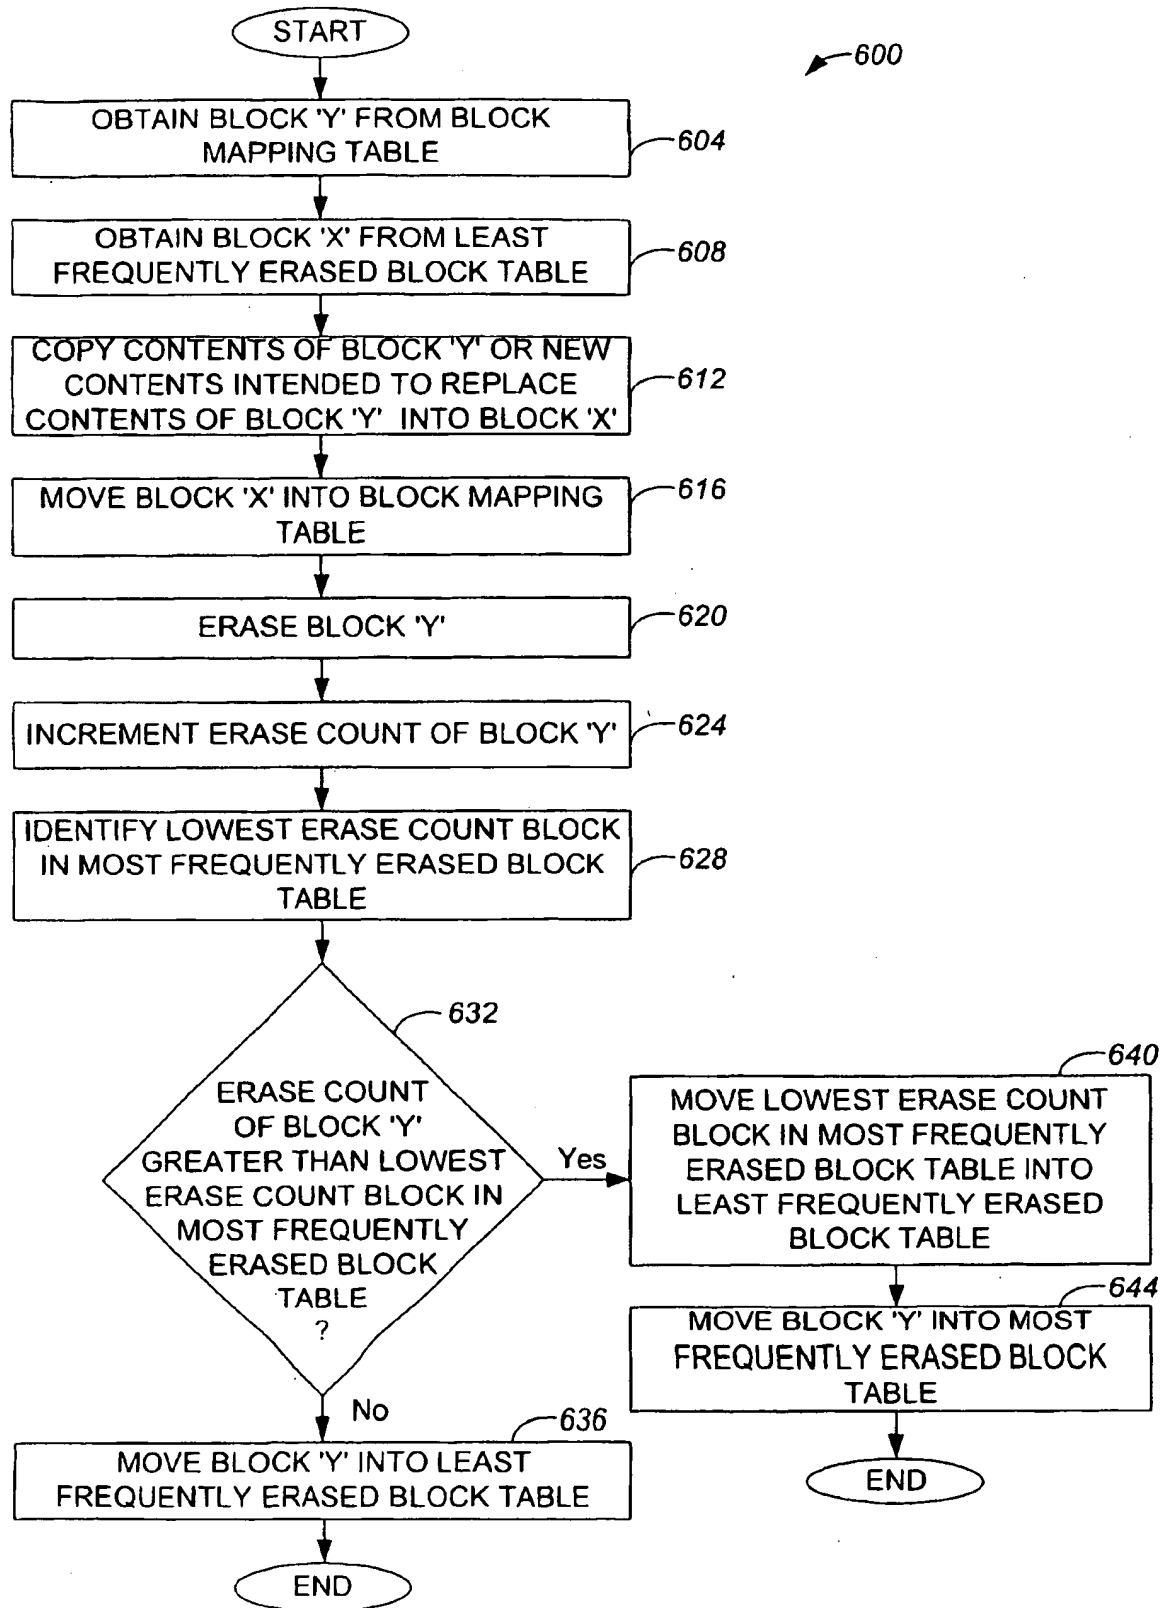 START
600
OBTAIN BLOCK 'Y' FROM BLOCK
MAPPING TABLE
604
OBTAIN BLOCK 'X' FROM LEAST
FREQUENTLY ERASED BLOCK TABLE
608
COPY CONTENTS OF BLOCK 'Y' OR NEW
CONTENTS INTENDED TO REPLACE
CONTENTS OF BLOCK 'Y' INTO BLOCK 'X'
612
MOVE BLOCK 'X' INTO BLOCK MAPPING
TABLE
616
ERASE BLOCK 'Y'
620
INCREMENT ERASE COUNT OF BLOCK 'Y'
624
IDENTIFY LOWEST ERASE COUNT BLOCK
IN MOST FREQUENTLY ERASED BLOCK
TABLE
628
632
ERASE COUNT
OF BLOCK 'Y'
GREATER THAN LOWEST
ERASE COUNT BLOCK IN
MOST FREQUENTLY
ERASED BLOCK
TABLE
?
Yes
640
MOVE LOWEST ERASE COUNT
BLOCK IN MOST FREQUENTLY
ERASED BLOCK TABLE INTO
LEAST FREQUENTLY ERASED
BLOCK TABLE
644
MOVE BLOCK 'Y' INTO MOST
FREQUENTLY ERASED BLOCK
TABLE
END
No
636
MOVE BLOCK 'Y' INTO LEAST
FREQUENTLY ERASED BLOCK TABLE
END